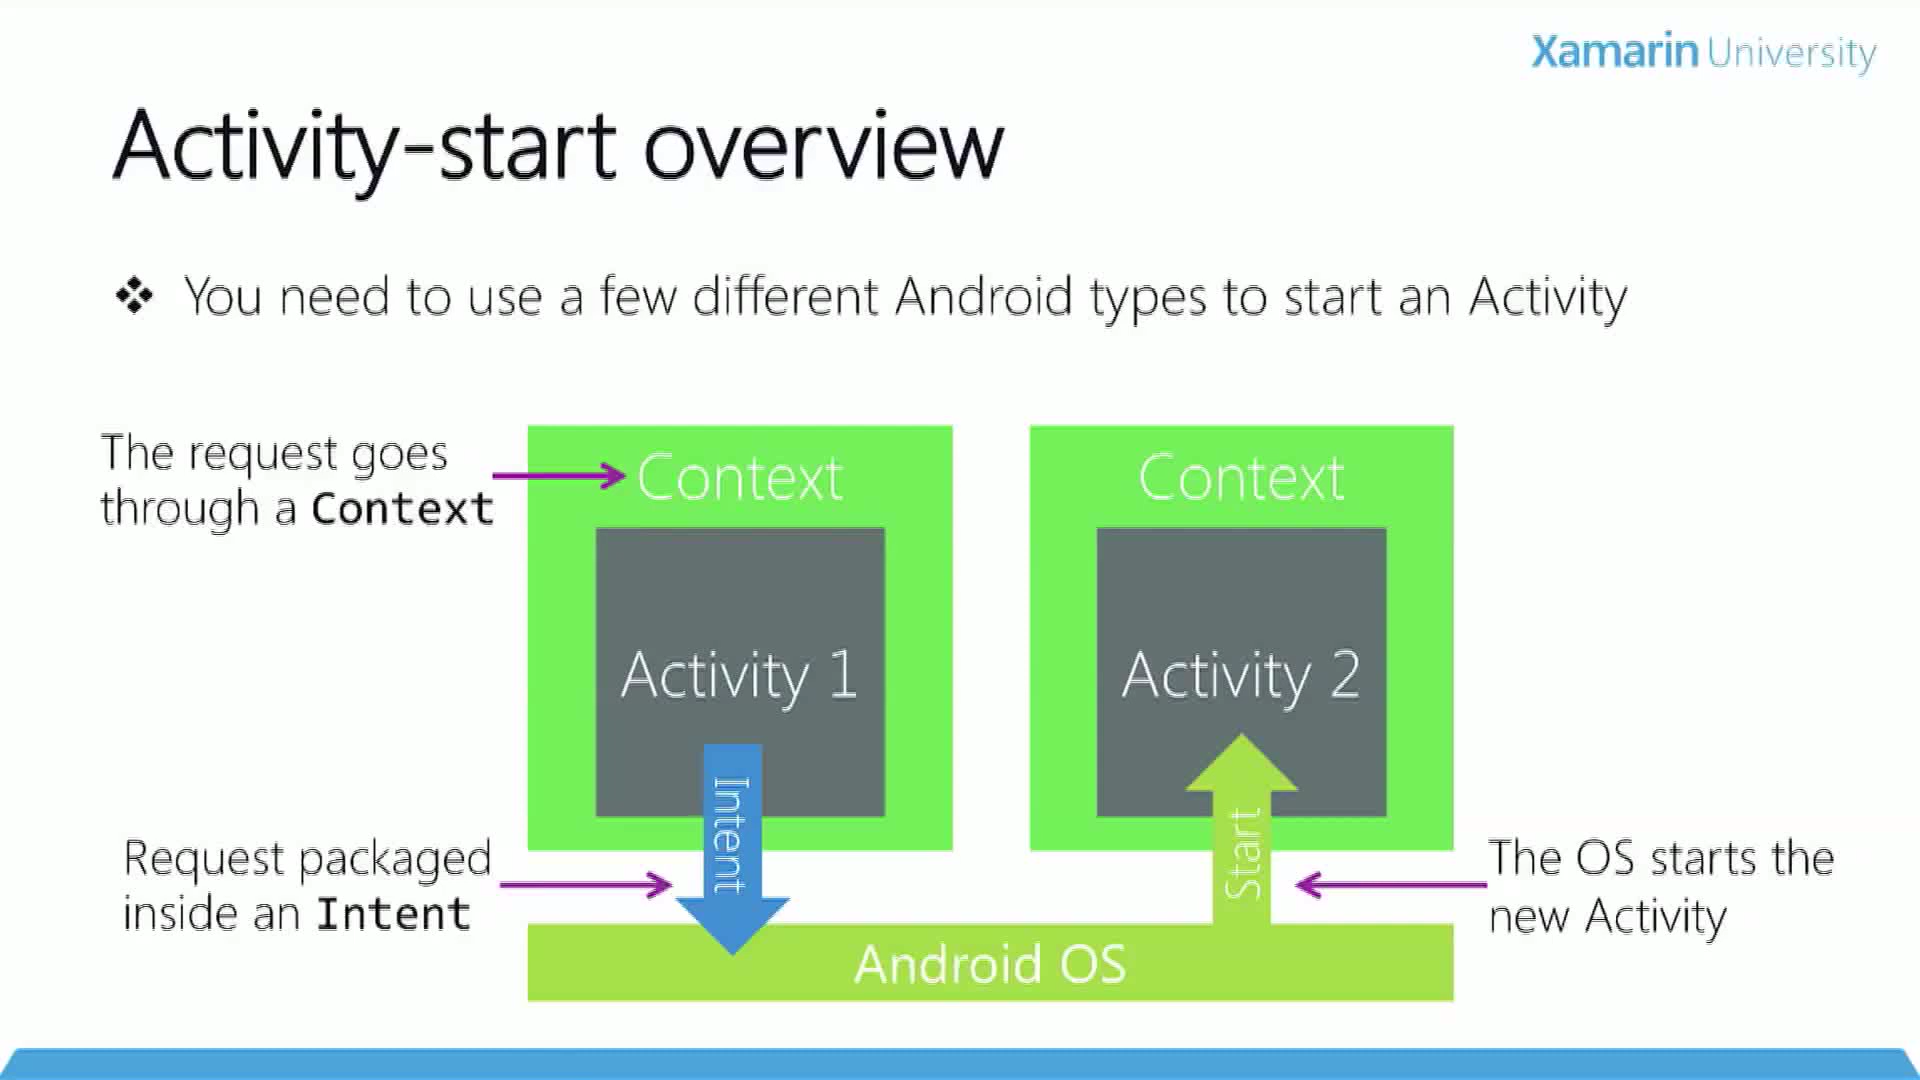 Xamarin University
Activity-start overview
❖ You need to use a few different Android types to start an Activity
The request goes
through a Context
Context
Context
Activity 1
Activity 2
Intent
Start
Request packaged
inside an Intent
The OS starts the
new Activity
Android OS